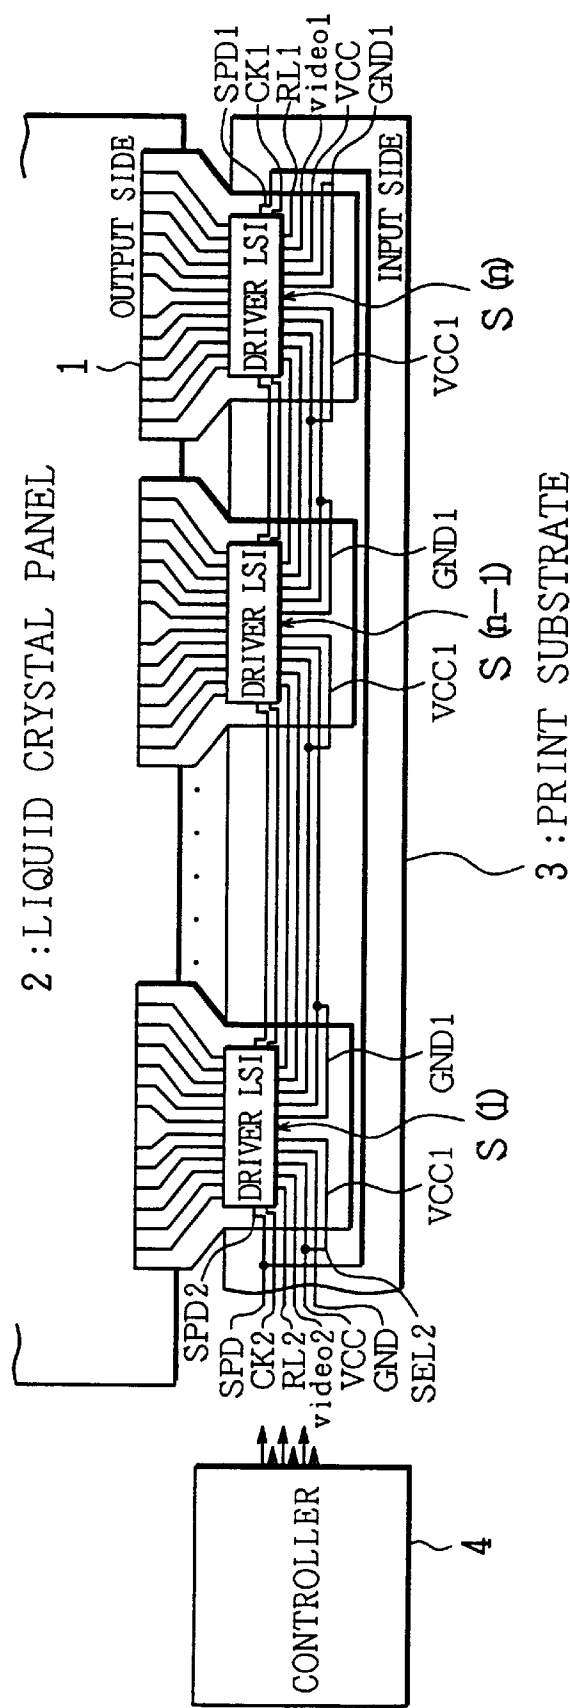 2:LIQUID CRYSTAL PANEL
1
OUTPUT SIDE
SPD1
CK1
RL1
video1
VCC
GND1
DRIVER LSI
DRIVER LSI
DRIVER LSI
INPUT SIDE
SPD2
SPD
CK2
RL2
video2
VCC
GND
SEL2
VCC1
S(1)
GND1
VCC1
S(n-1)
GND1
VCC1
S(n)
CONTROLLER
4
3:PRINT SUBSTRATE